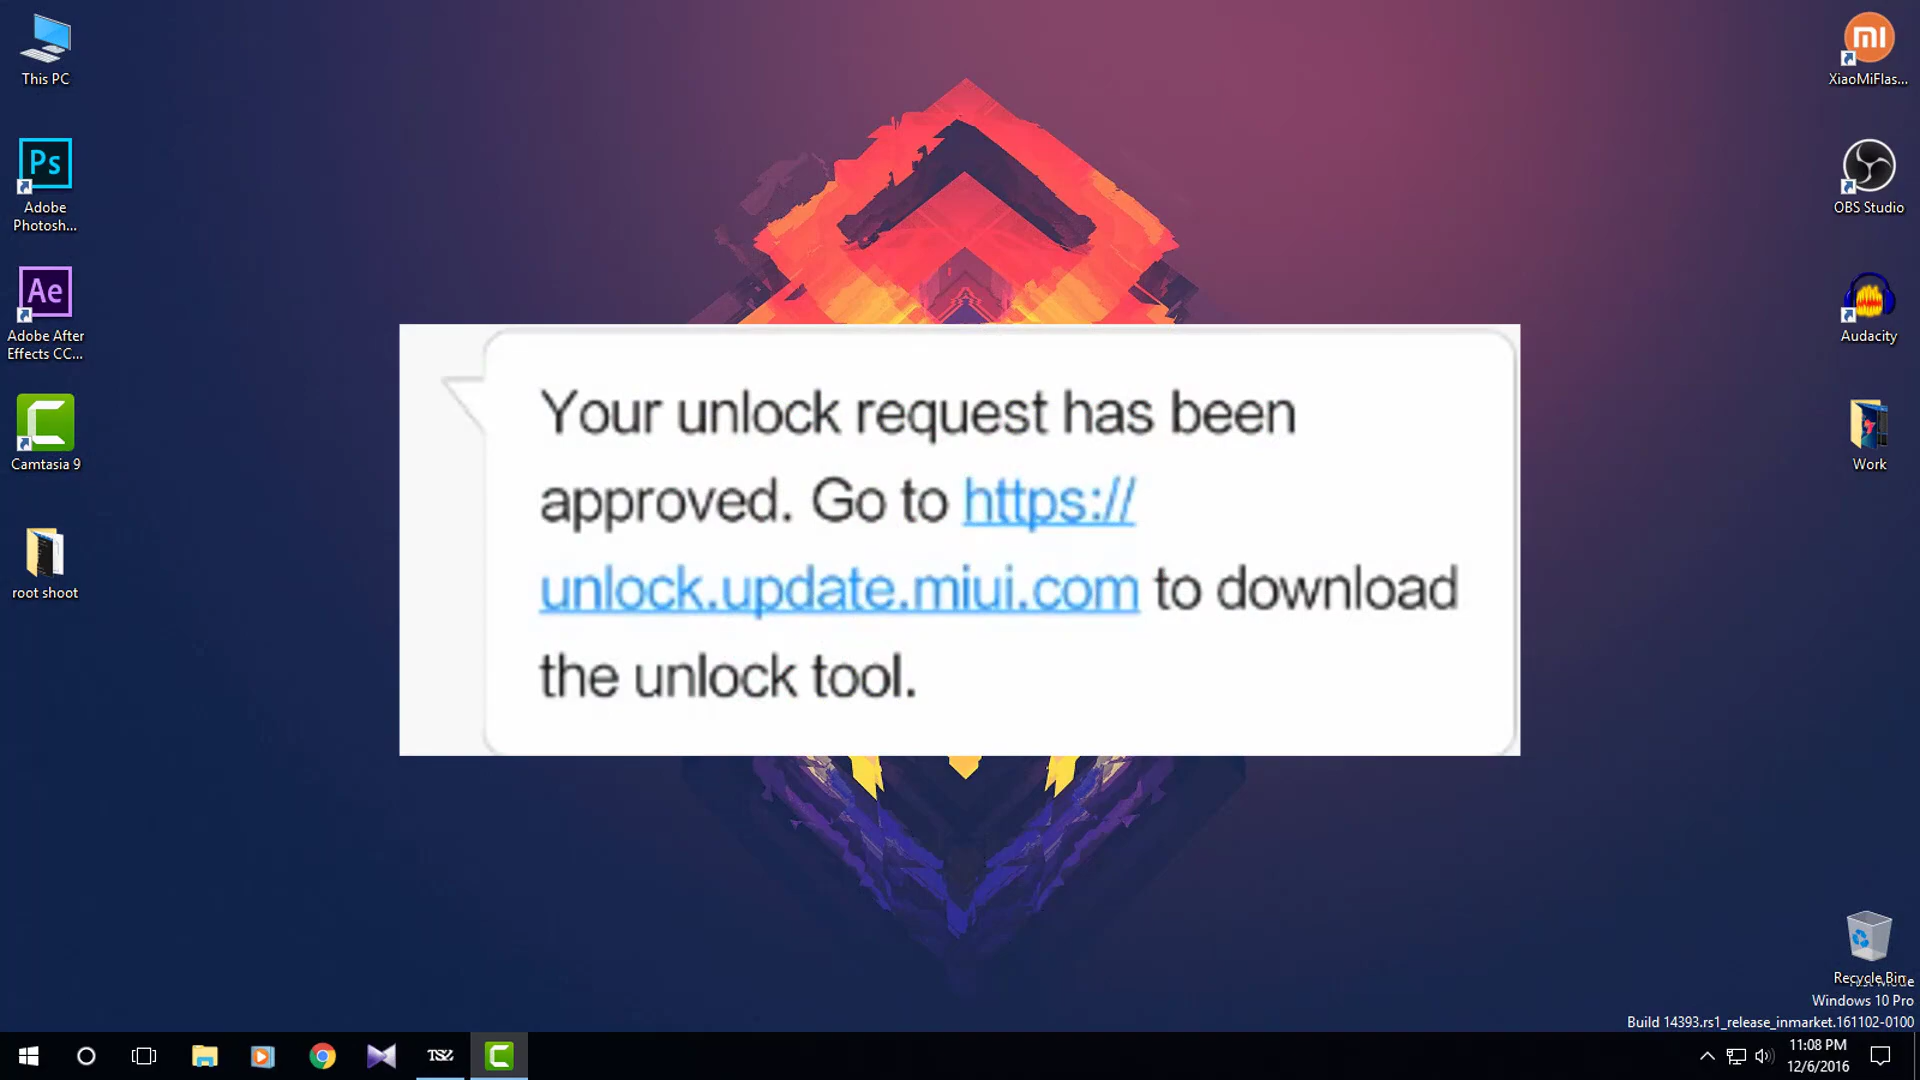 This PC
Ps
Adobe
Photosh...
Ae
Adobe After
Effects CC...
Camtasia 9
root shoot
Your unlock request has been
approved. Go to https://
unlock.update.miui.com to download
the unlock tool.
XiaoMiFlas...
OBS Studio
Audacity
Work
Recycle Bin
Mode
Windows 10 Pro
Build 14393.rs1_release_inmarket.161102-0100
11:08 PM
12/6/2016